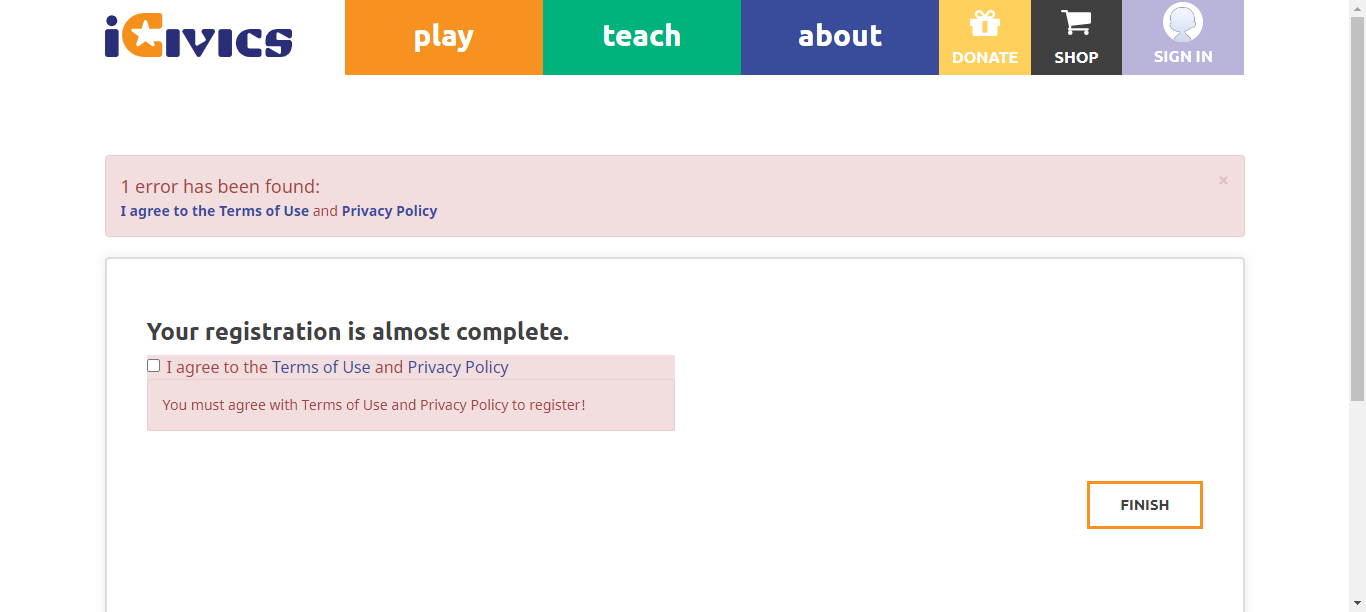 iCivics
play
teach
about
DONATE
SHOP
SIGN IN
1 error has been found:
×
I agree to the Terms of Use and Privacy Policy
Your registration is almost complete.
I agree to the Terms of Use and Privacy Policy
You must agree with Terms of Use and Privacy Policy to register!
FINISH